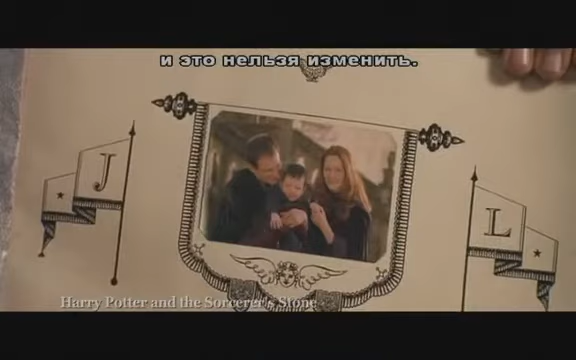 и это нельзя изменить.
J
L
Harry Potter and the Sorcerer's Stone